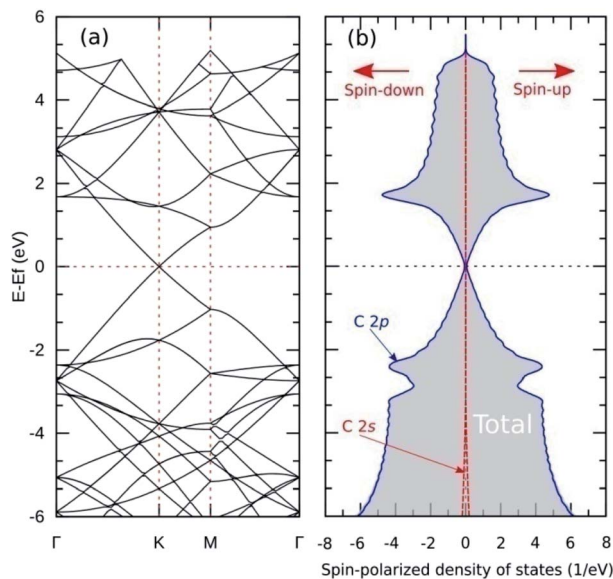 6
(a)
(b)
4
Spin-down
Spin-up
2
E-Ef (eV)
0
C 2p
-2
Total
-4
C 2s
-6
Γ K M Γ -8 -6 -4 -2 0 2 4 6 8
Spin-polarized density of states (1/eV)